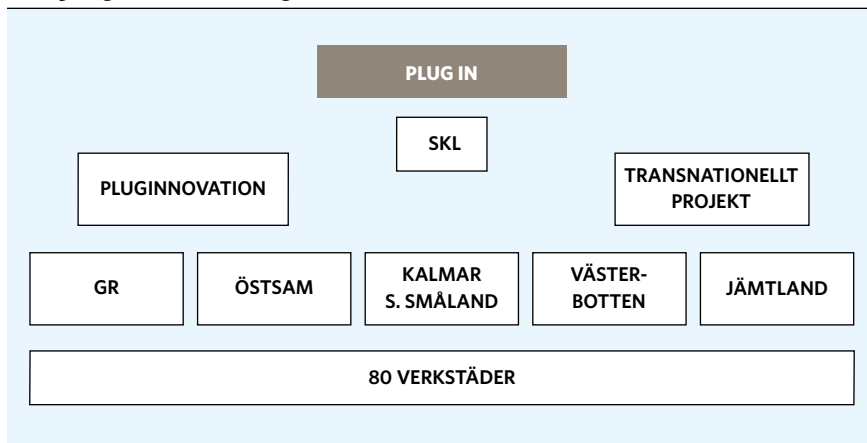 PLUG IN
SKL
PLUGINNOVATION
TRANSNATIONELLT
PROJEKT
GR
ÖSTSAM
KALMAR
S. SMÅLAND
VÄSTER-
BOTTEN
JÄMTLAND
80 VERKSTÄDER